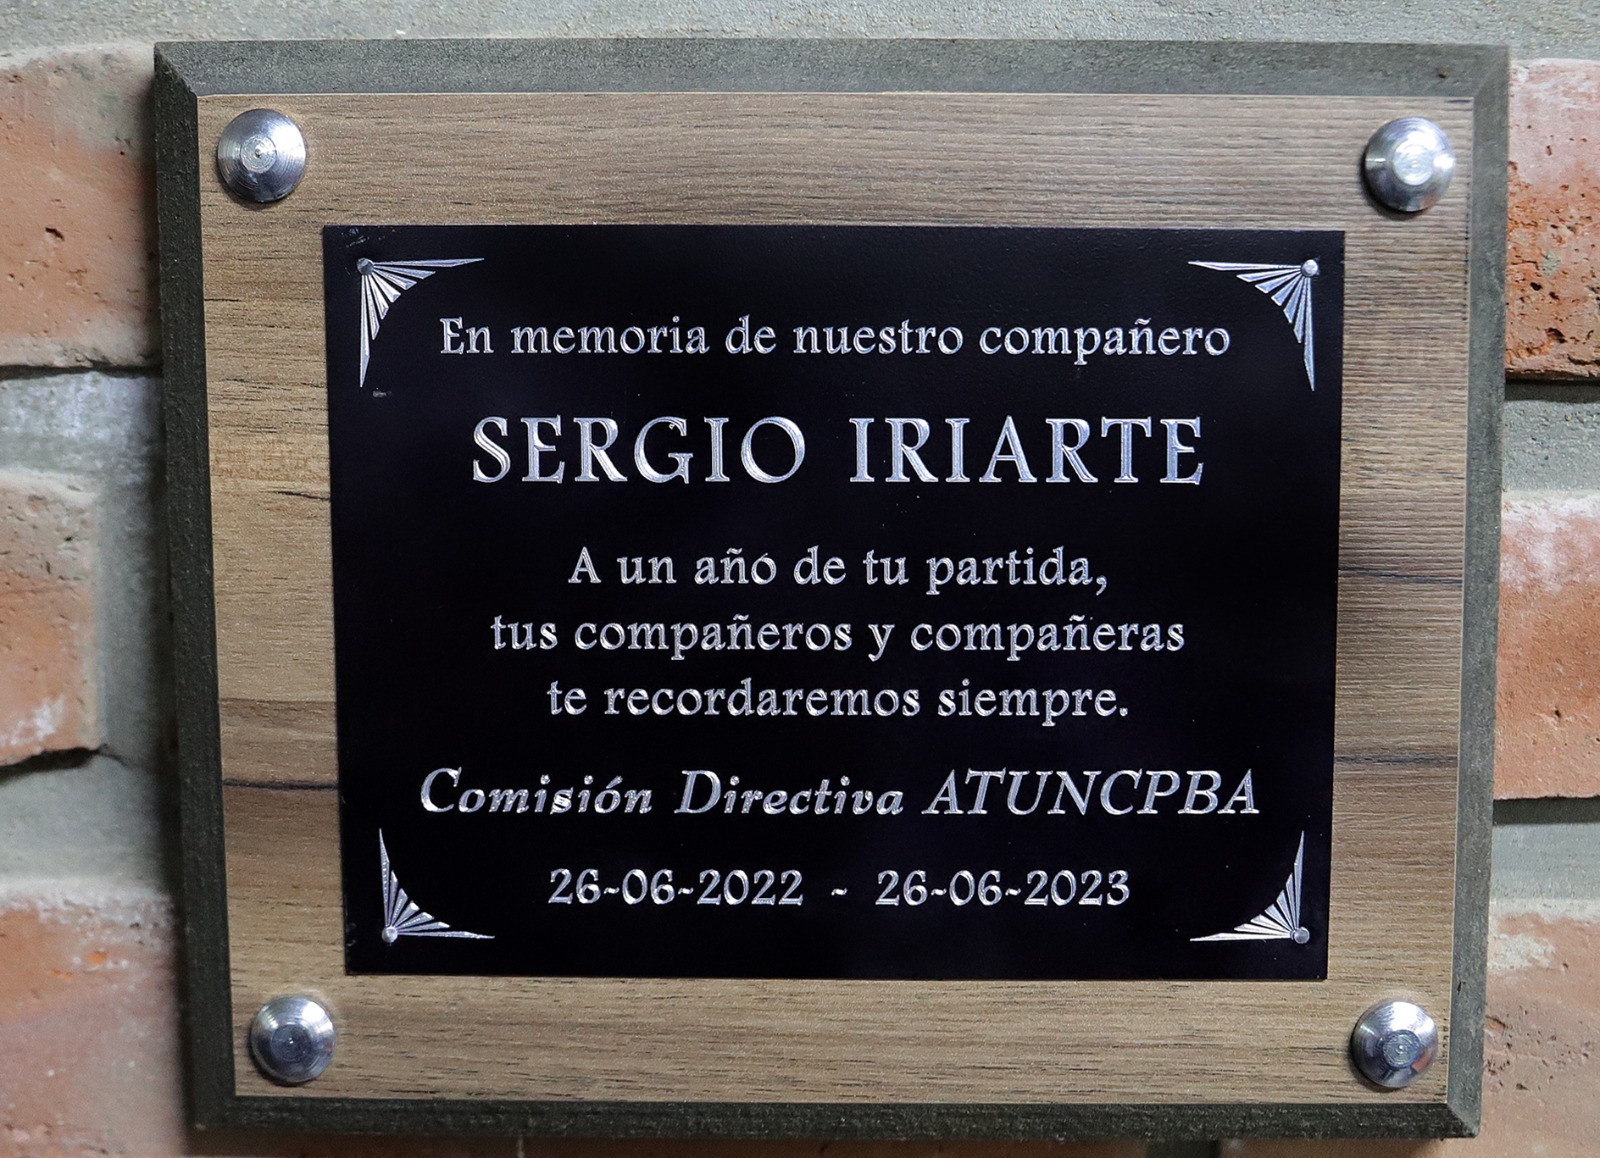 En memoria de nuestro compañero
SERGIO IRIARTE
A un año de tu partida,
tus compañeros y compañeras
te recordaremos siempre.
Comisión Directiva ATUNCPBA
26-06-2022 - 26-06-2023